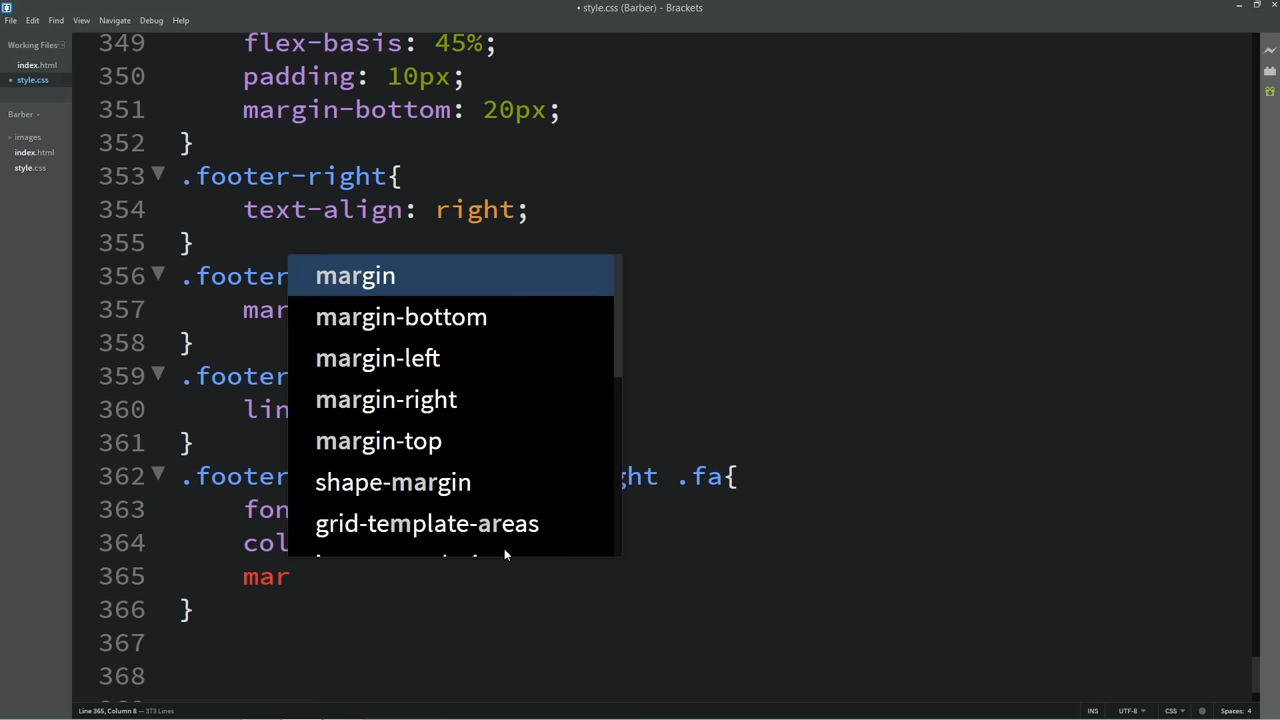 • style.css (Barber) - Brackets
File Edit Find View Navigate Debug Help
Working Files
index.html
• style.css
Barber
images
index.html
style.css
349 flex-basis: 45%;
350 padding: 10px;
351 margin-bottom: 20px;
352 }
353 .footer-right{
354 text-align: right;
355 }
356 .footer
357 mar
358 }
359 .footer
360 lin
361 }
362 .footer ght .fa{
363 fon
364 col
365 mar
366 }
367
368
margin
margin-bottom
margin-left
margin-right
margin-top
shape-margin
grid-template-areas
Line 365, Column 8 — 373 Lines
INS UTF-8 CSS Spaces: 4